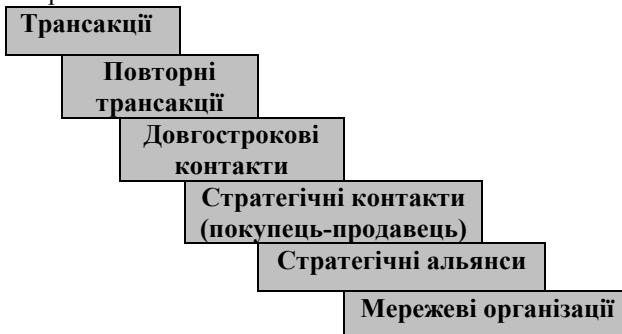 Трансакції
Повторні
трансакції
Довгострокові
контакти
Стратегічні контакти
(покупець-продавець)
Стратегічні альянси
Мережеві організації